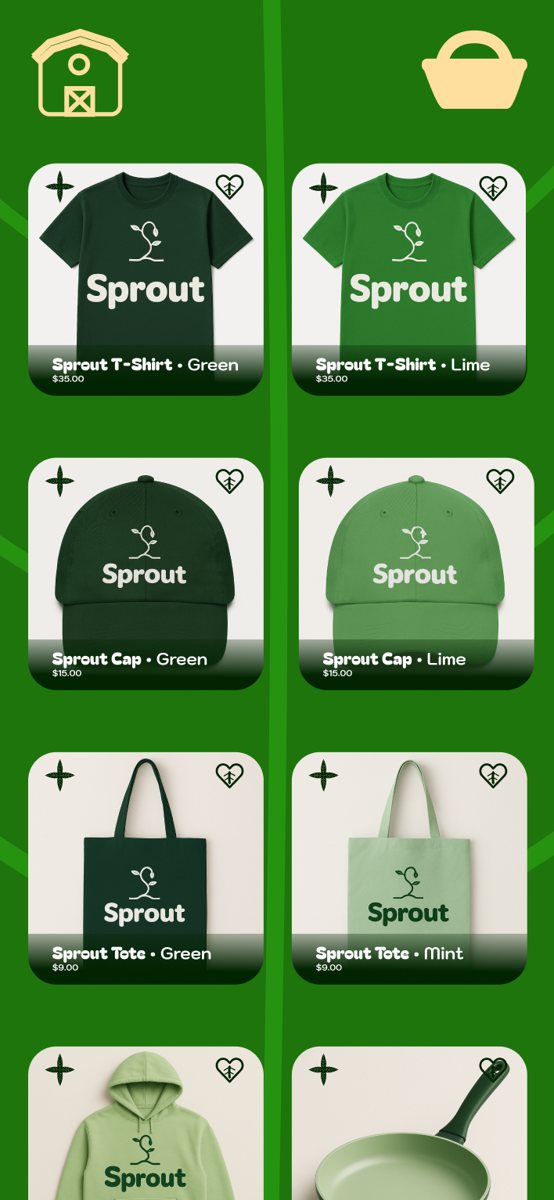 Sprout
Sprout T-Shirt • Green
$35.00
Sprout
Sprout T-Shirt • Lime
$35.00
Sprout
Sprout Cap • Green
$15.00
Sprout
Sprout Cap • Lime
$15.00
Sprout
Sprout Tote • Green
$9.00
Sprout
Sprout Tote • Mint
$9.00
Sprout